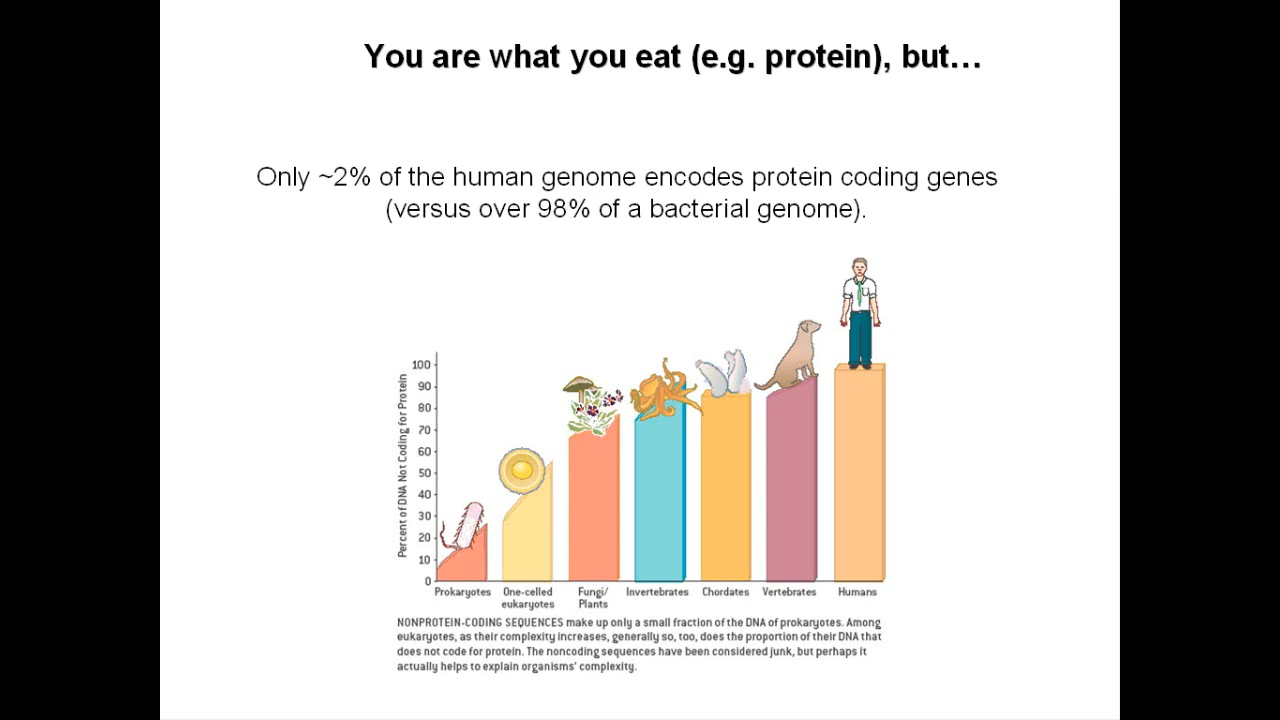 You are what you eat (e.g. protein), but…
Only ~2% of the human genome encodes protein coding genes
(versus over 98% of a bacterial genome).
Percent of DNA Not Coding for Protein
100
90
80
70
60
50
40
30
20
10
0
Prokaryotes
One-celled
eukaryotes
Fungi/
Plants
Invertebrates
Chordates
Vertebrates
Humans
NONPROTEIN-CODING SEQUENCES make up only a small fraction of the DNA of prokaryotes. Among
eukaryotes, as their complexity increases, generally so, too, does the proportion of their DNA that
does not code for protein. The noncoding sequences have been considered junk, but perhaps it
actually helps to explain organisms' complexity.